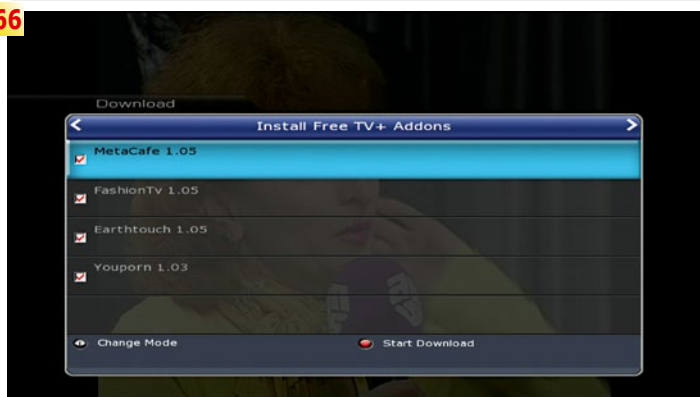 66
Download
Install Free TV+ Addons
MetaCafe 1.05
FashionTv 1.05
Earthtouch 1.05
Youporn 1.03
Change Mode
Start Download